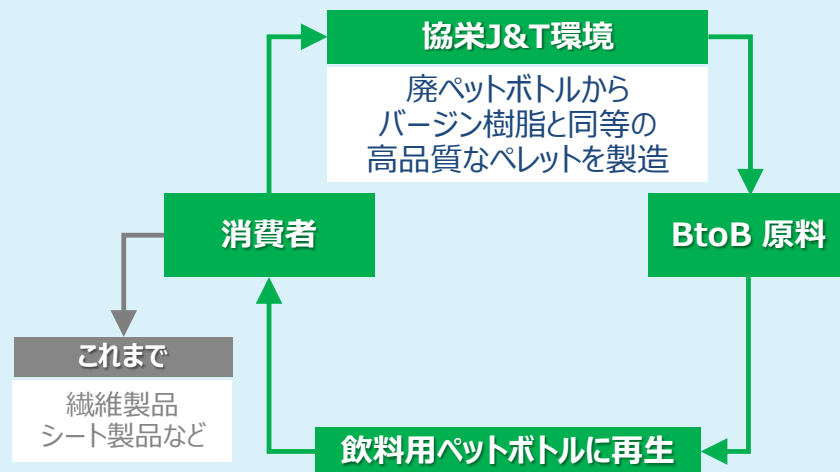 協栄J&T環境
廃ペットボトルから
バージン樹脂と同等の
高品質なペレットを製造
消費者
BtoB 原料
これまで
繊維製品
シート製品など
飲料用ペットボトルに再生